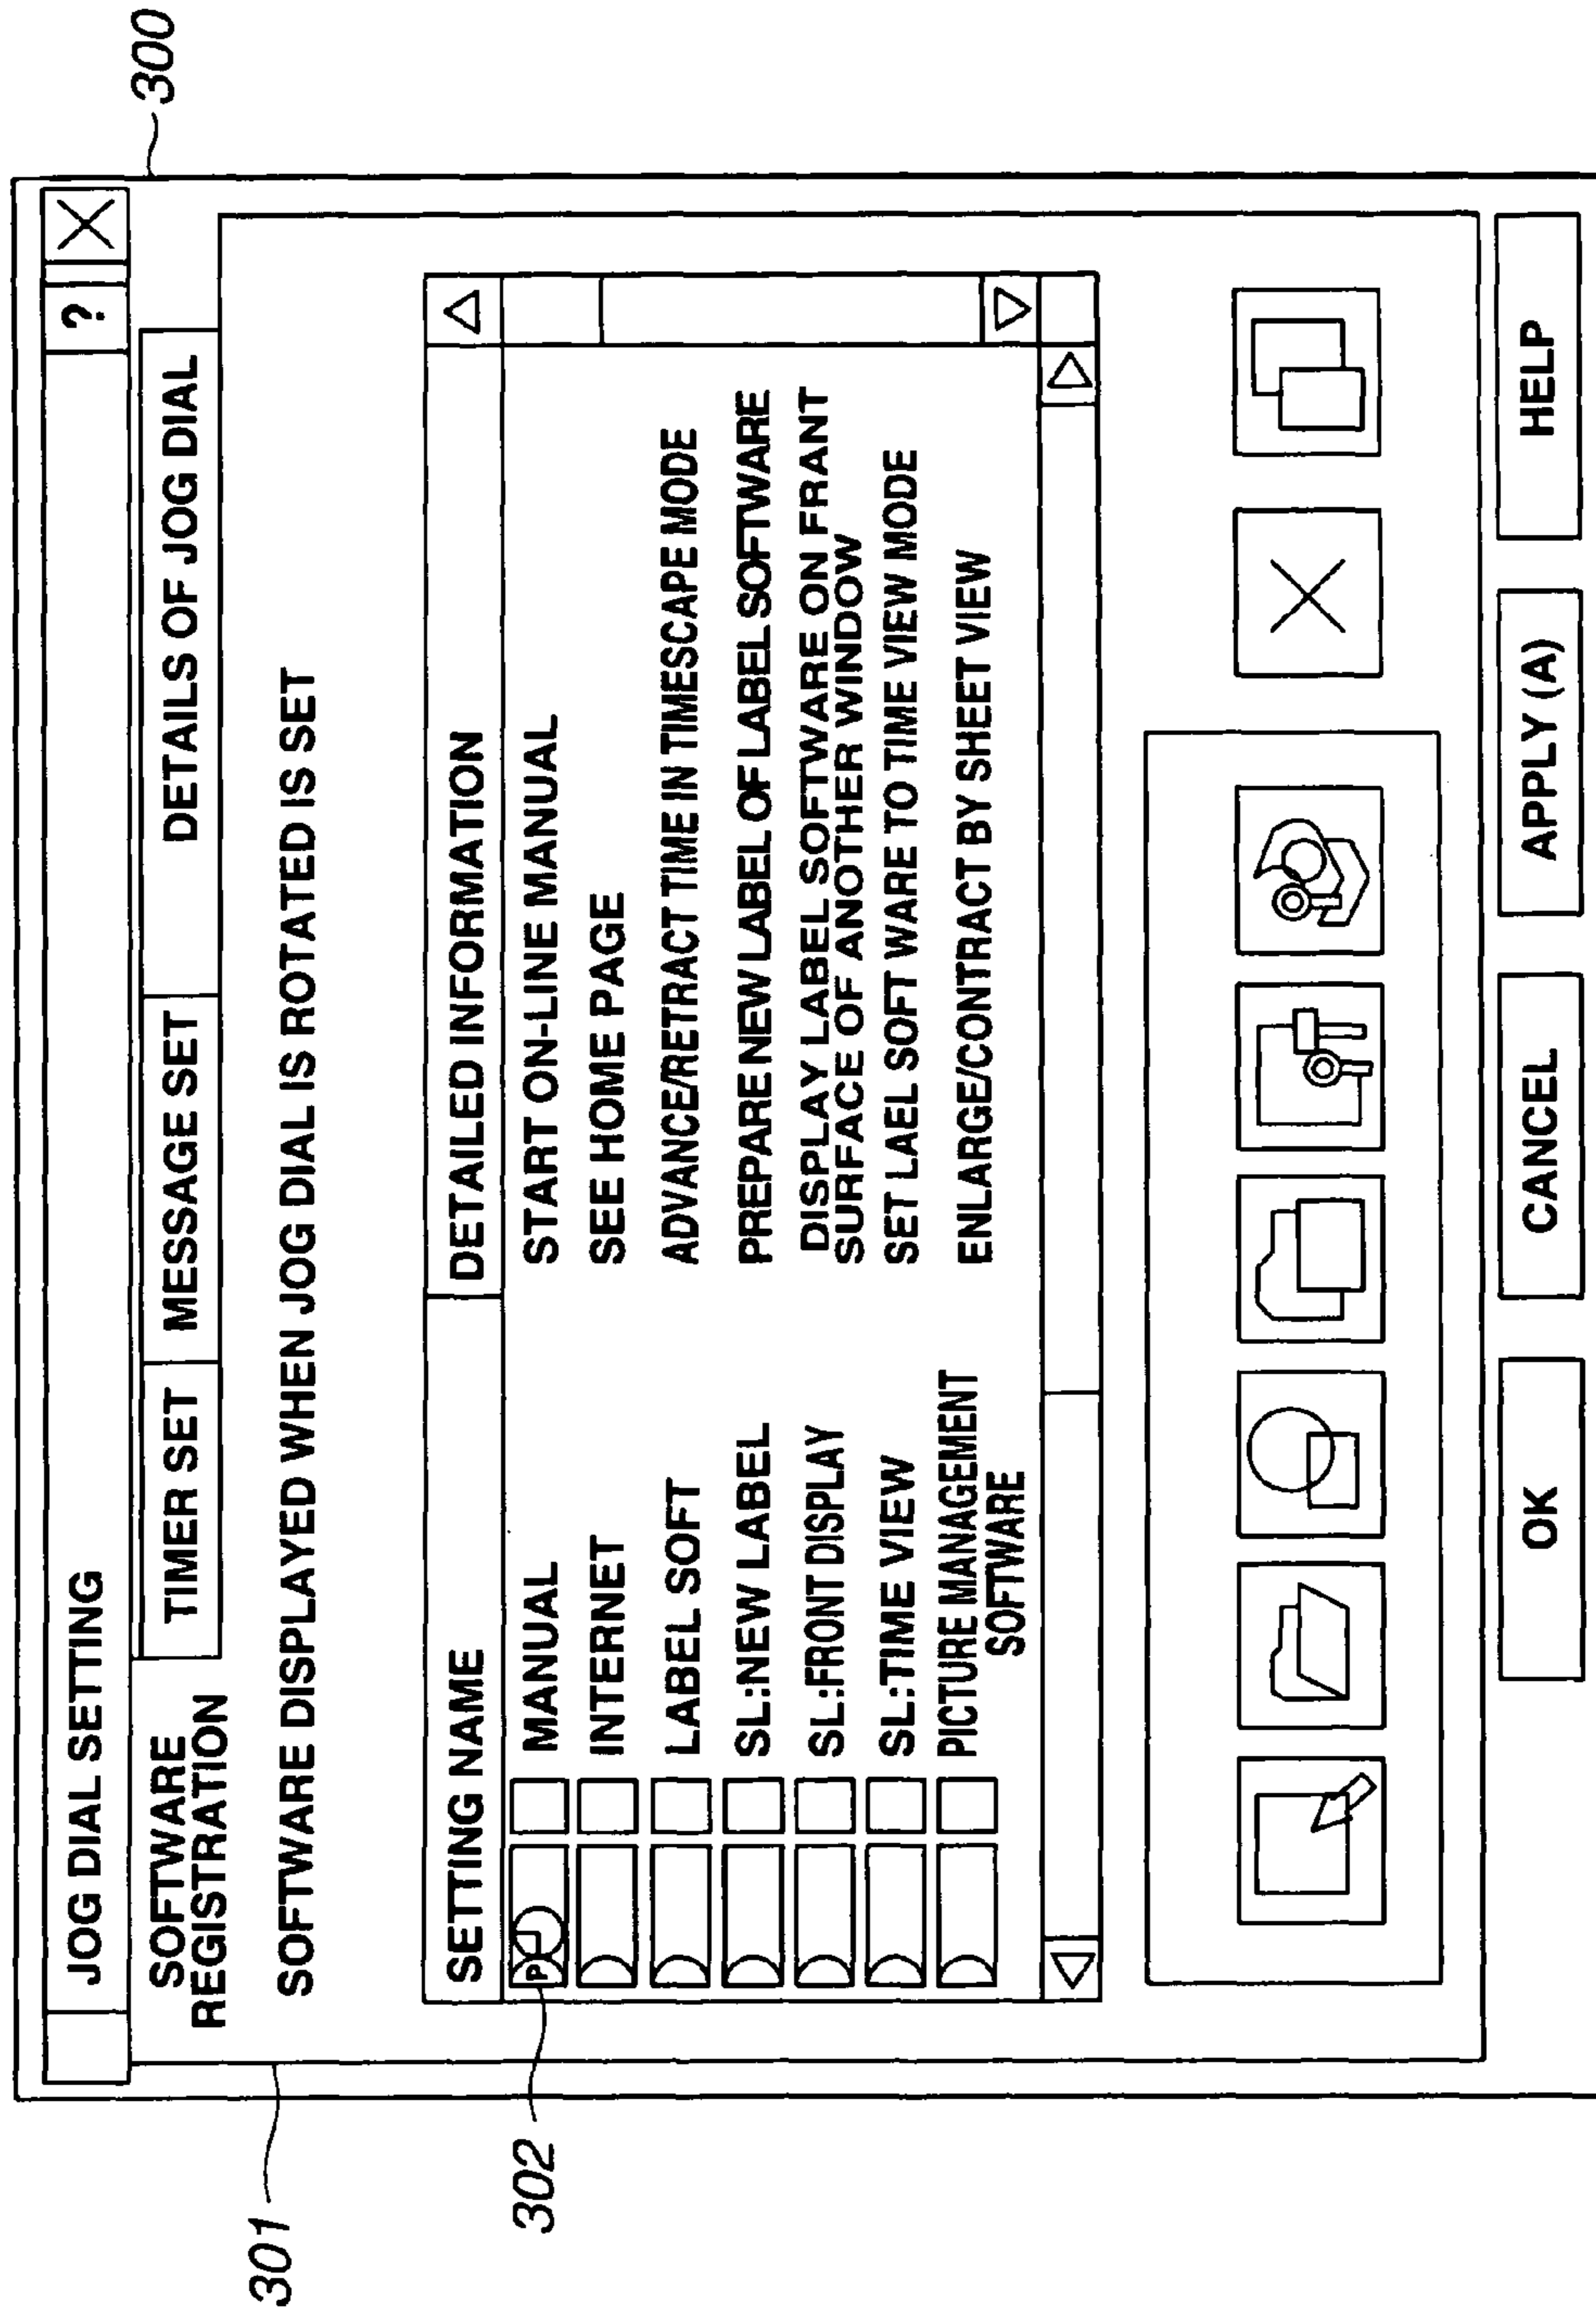 300
JOG DIAL SETTING
?
SOFTWARE
REGISTRATION
TIMER SET
MESSAGE SET
DETAILS OF JOG DIAL
301
SOFTWARE DISPLAYED WHEN JOG DIAL IS ROTATED IS SET
SETTING NAME
DETAILED INFORMATION
302
P
MANUAL
START ON-LINE MANUAL
INTERNET
SEE HOME PAGE
LABEL SOFT
ADVANCE/RETRACT TIME IN TIMESCAPE MODE
SL:NEW LABEL
PREPARE NEW LABEL OF LABEL SOFTWARE
SL:FRONT DISPLAY
DISPLAY LABEL SOFTWARE ON FRANT
SURFACE OF ANOTHER WINDOW
SL:TIME VIEW
SET LAEL SOFT WARE TO TIME VIEW MODE
PICTURE MANAGEMENT
SOFTWARE
ENLARGE/CONTRACT BY SHEET VIEW
OK
CANCEL
APPLY (A)
HELP